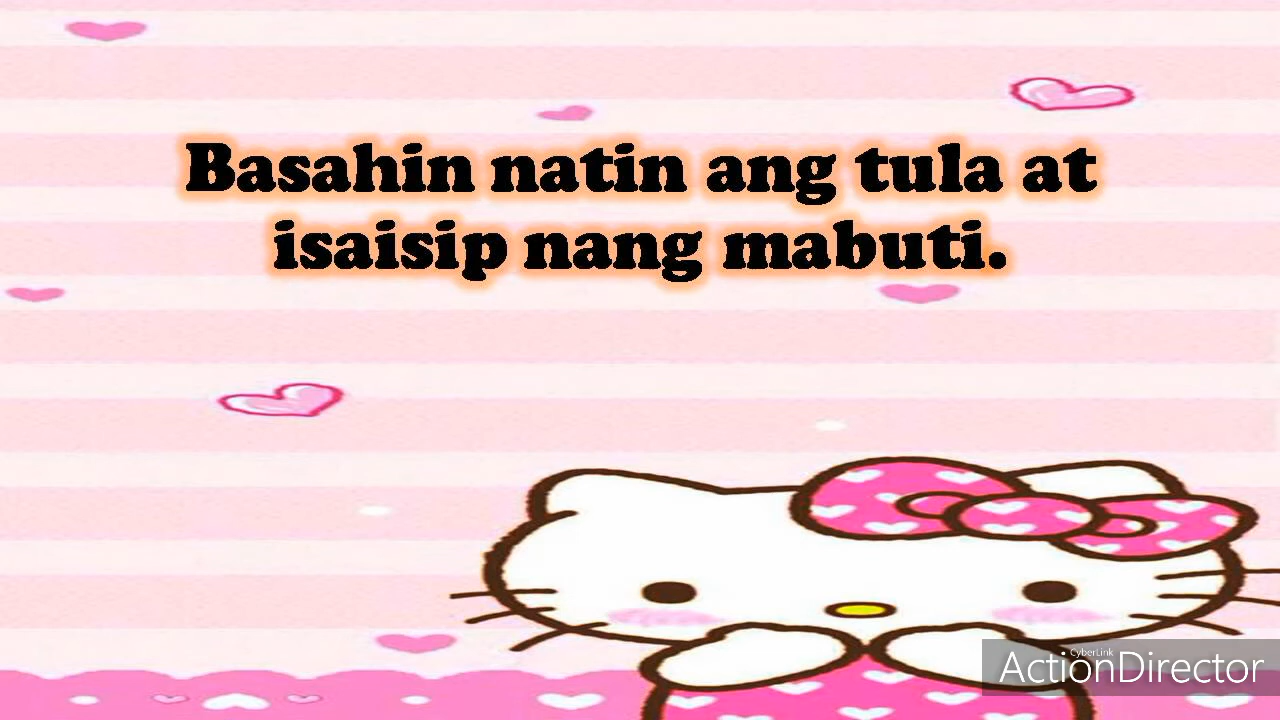 Basahin natin ang tula at
isaisip nang mabuti.
CyberLink
ActionDirector